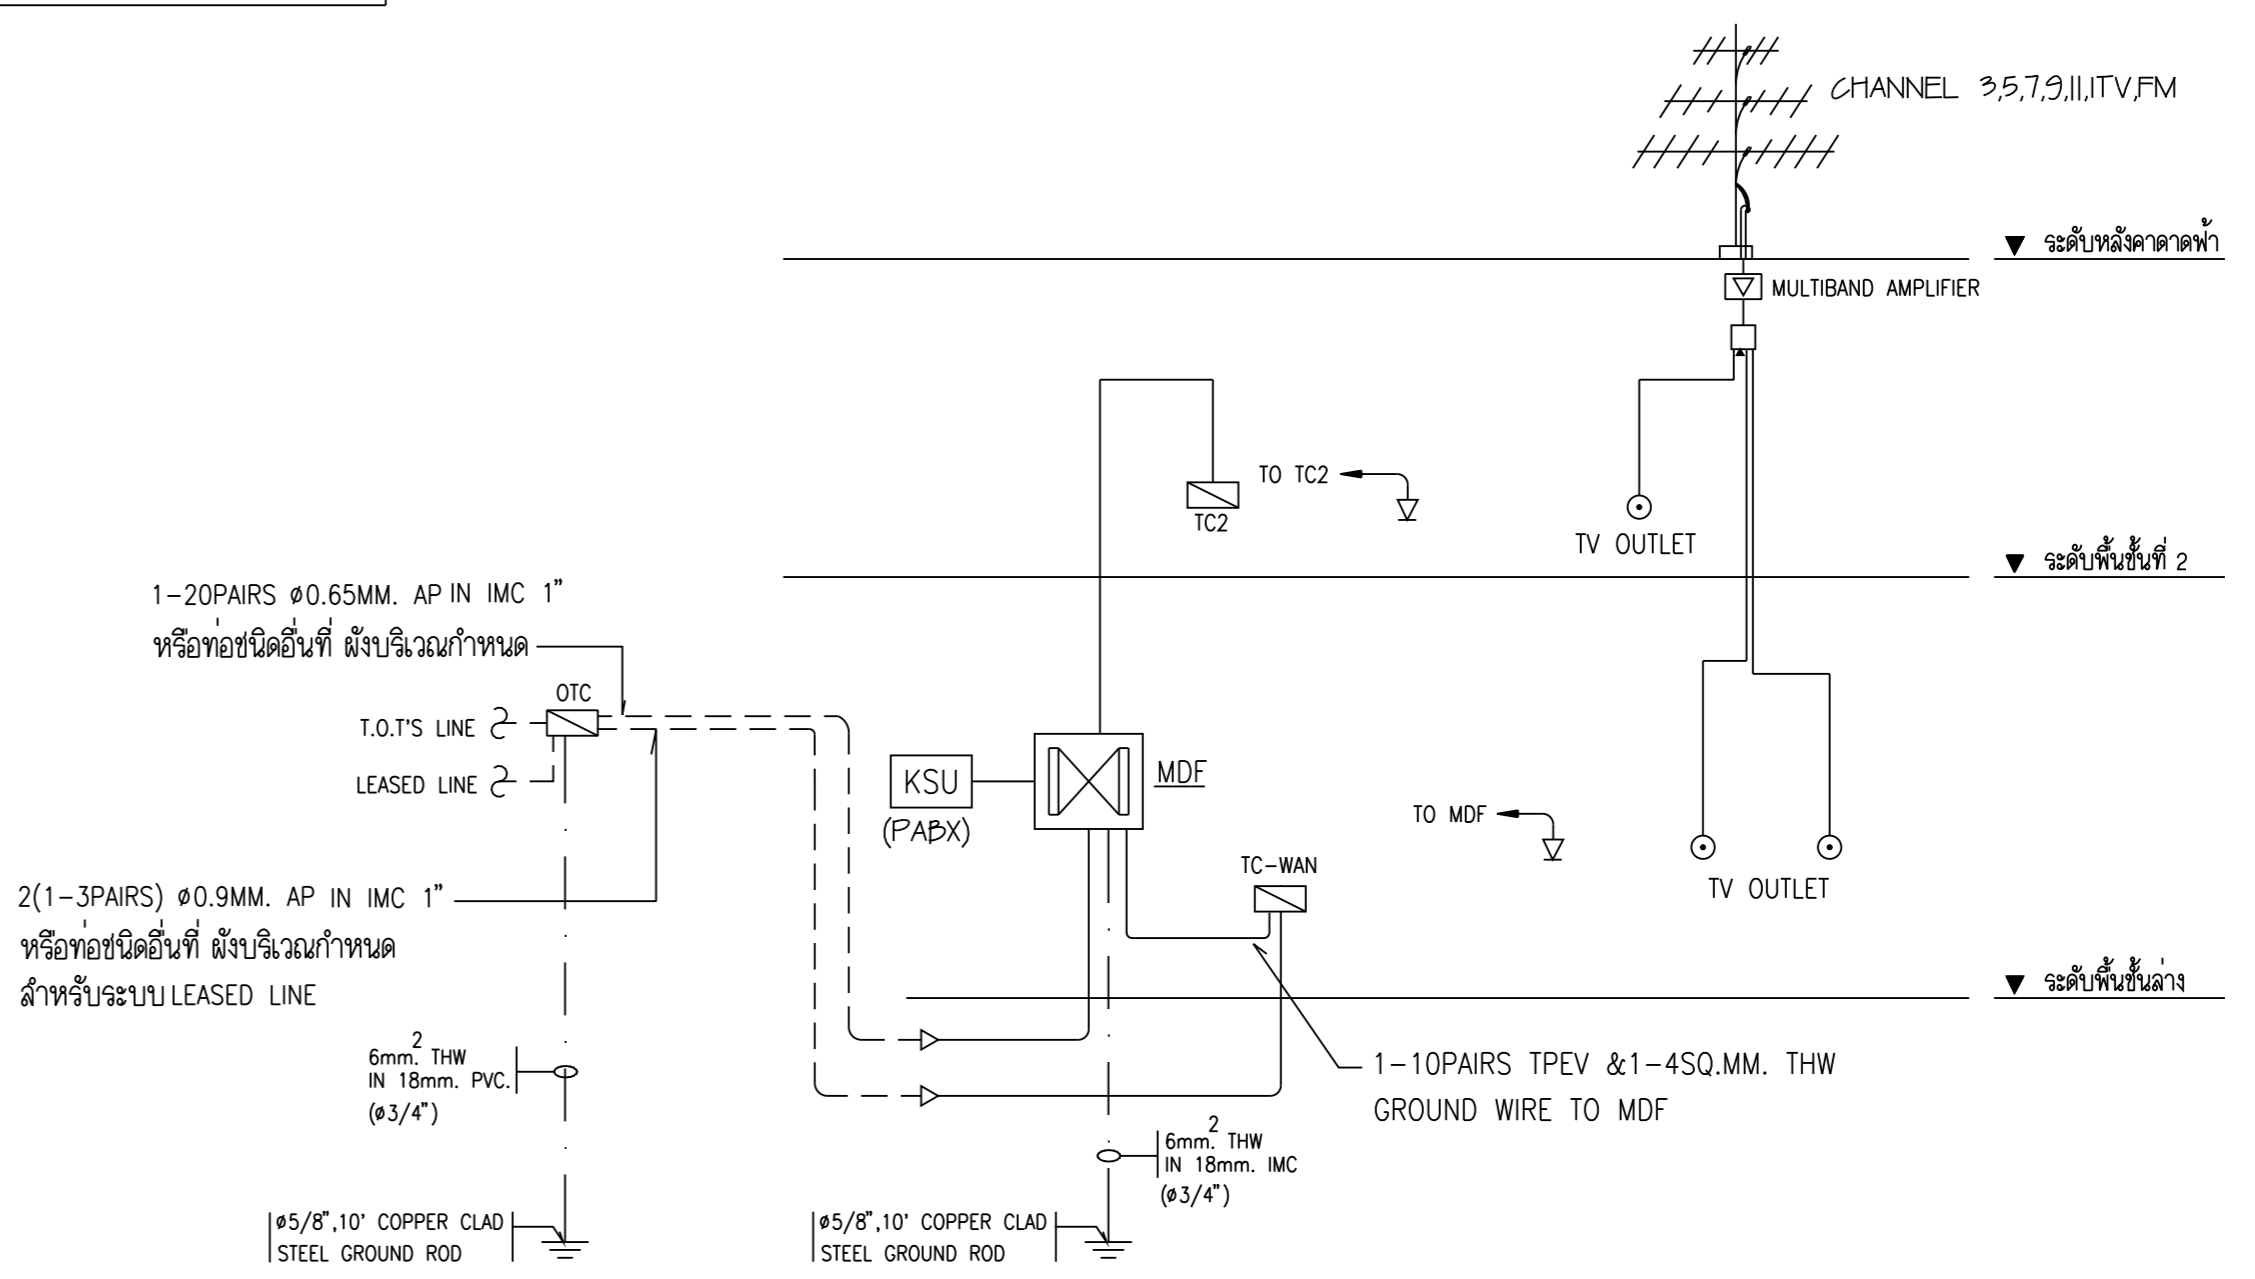 CHANNEL 3,5,7,9,11,ITV,FM
▼ ระดับหลังคาดาดฟ้า
MULTIBAND AMPLIFIER
TO TC2
TC2
TV OUTLET
▼ ระดับพื้นชั้นที่ 2
1-20PAIRS ø0.65MM. AP IN IMC 1"
หรือท่อชนิดอื่นที่ ผังบริเวณกำหนด
OTC
T.O.T'S LINE
LEASED LINE
KSU
(PABX)
MDF
TO MDF
TC-WAN
TV OUTLET
2(1-3PAIRS) ø0.9MM. AP IN IMC 1"
หรือท่อชนิดอื่นที่ ผังบริเวณกำหนด
สำหรับระบบ LEASED LINE
▼ ระดับพื้นชั้นล่าง
6mm.² THW
IN 18mm. PVC.
(ø3/4")
1-10PAIRS TPEV &1-4SQ.MM. THW
GROUND WIRE TO MDF
6mm.² THW
IN 18mm. IMC
(ø3/4")
ø5/8",10' COPPER CLAD
STEEL GROUND ROD
ø5/8",10' COPPER CLAD
STEEL GROUND ROD